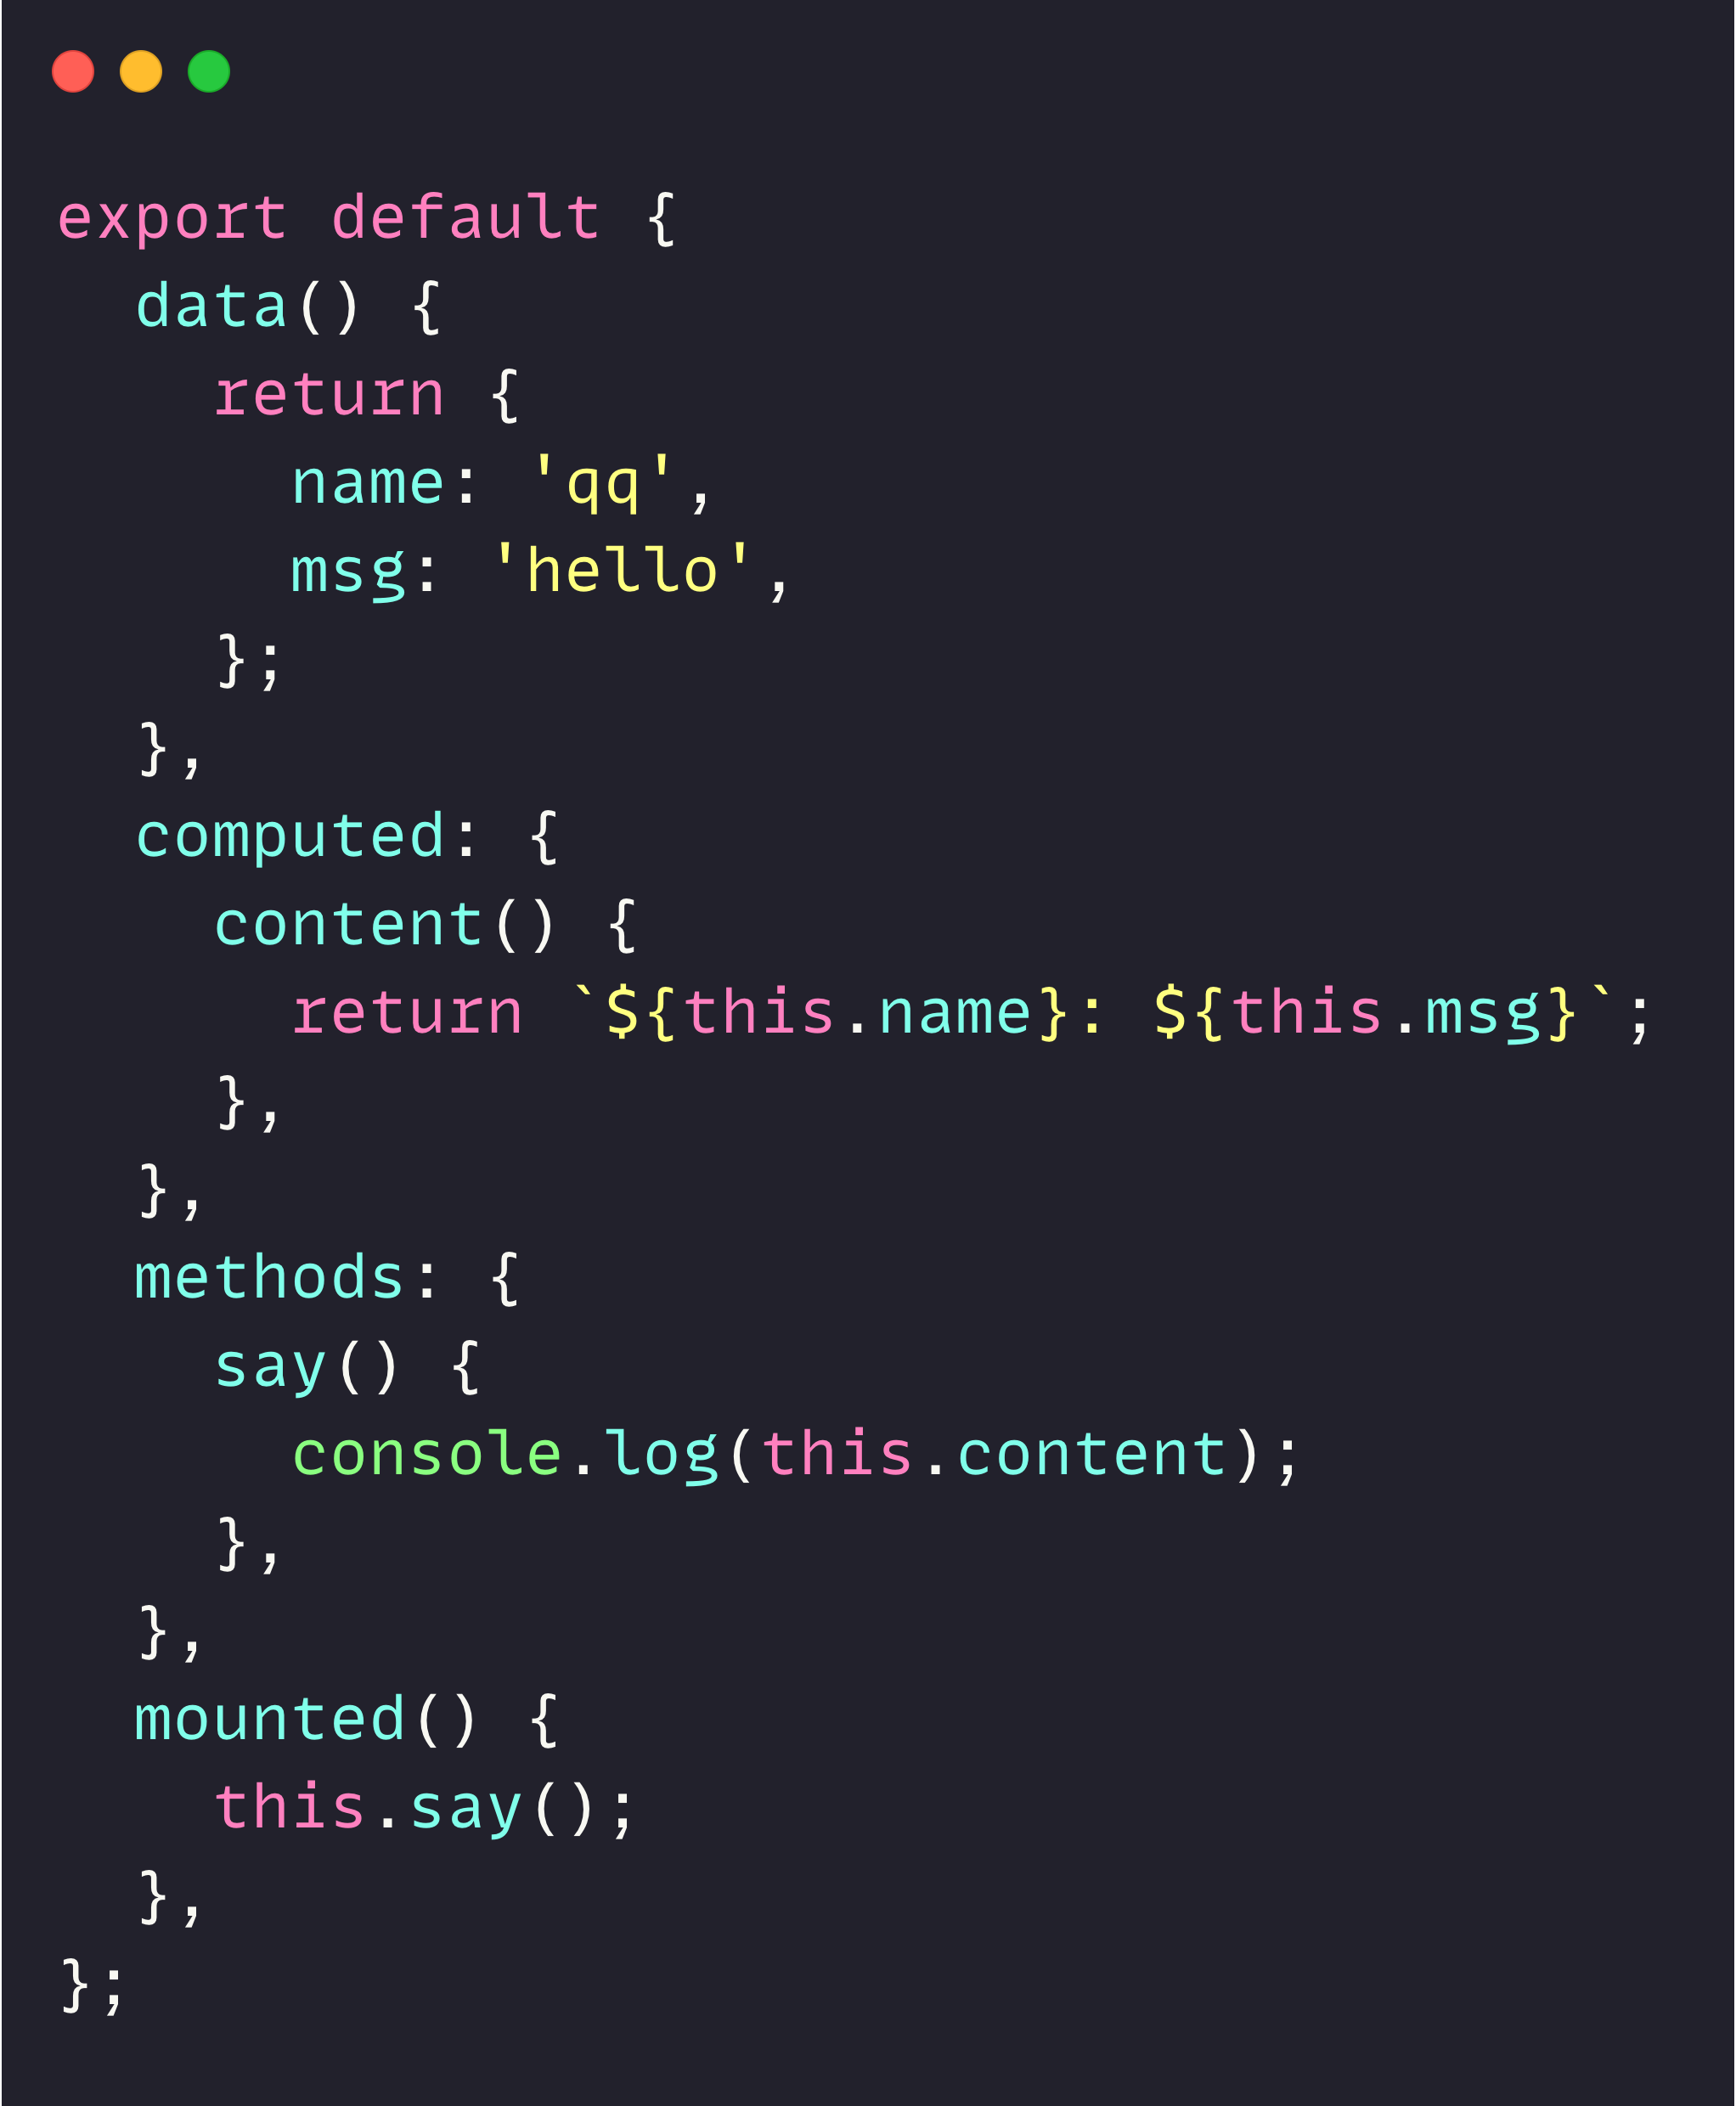 export default {
  data() {
    return {
      name: 'qq',
      msg: 'hello',
    };
  },
  computed: {
    content() {
      return `${this.name}: ${this.msg}`;
    },
  },
  methods: {
    say() {
      console.log(this.content);
    },
  },
  mounted() {
    this.say();
  },
};